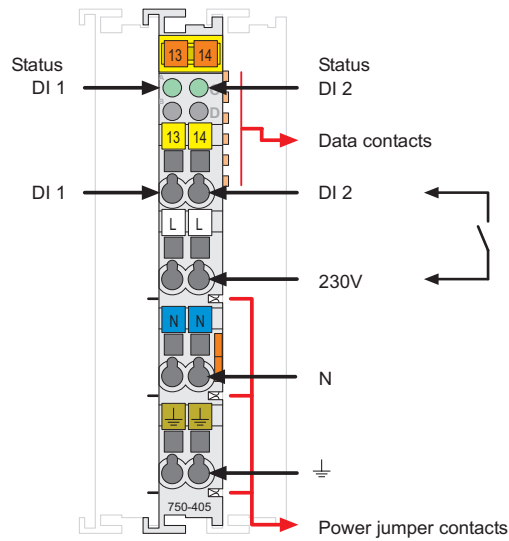 13 14
Status
DI 1
Status
DI 2
A C
B D
13 14
Data contacts
DI 1
DI 2
L L
230V
N N
N
750-405
Power jumper contacts